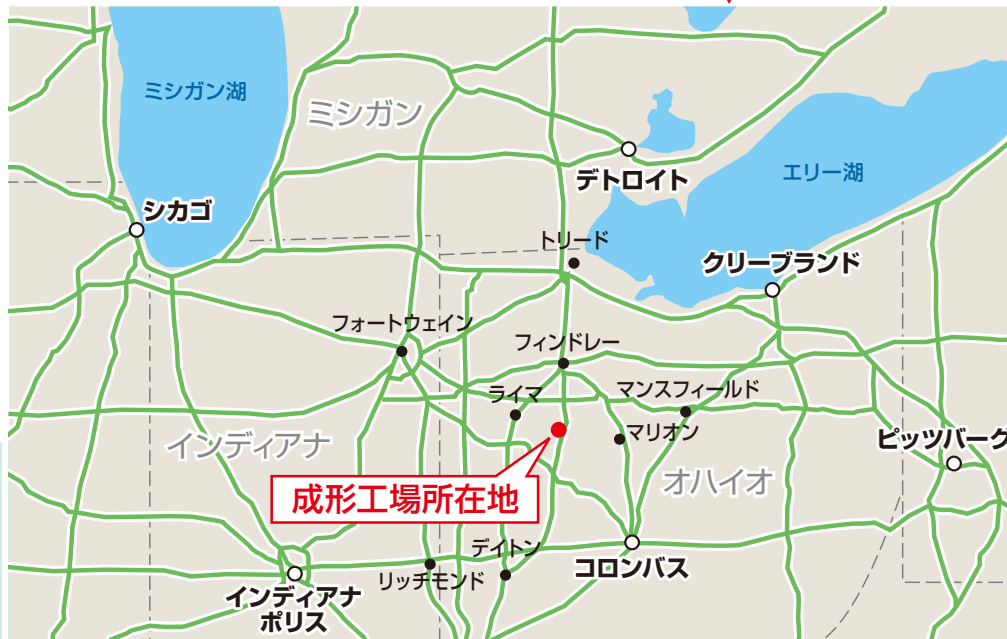 ミシガン湖
ミシガン
デトロイト
エリー湖
シカゴ
トリード
クリーブランド
フォートウェイン
フィンドレー
ライマ
マンスフィールド
マリオン
インディアナ
ピッツバーグ
オハイオ
成形工場所在地
デイトン
リッチモンド
コロンバス
インディアナ
ポリス